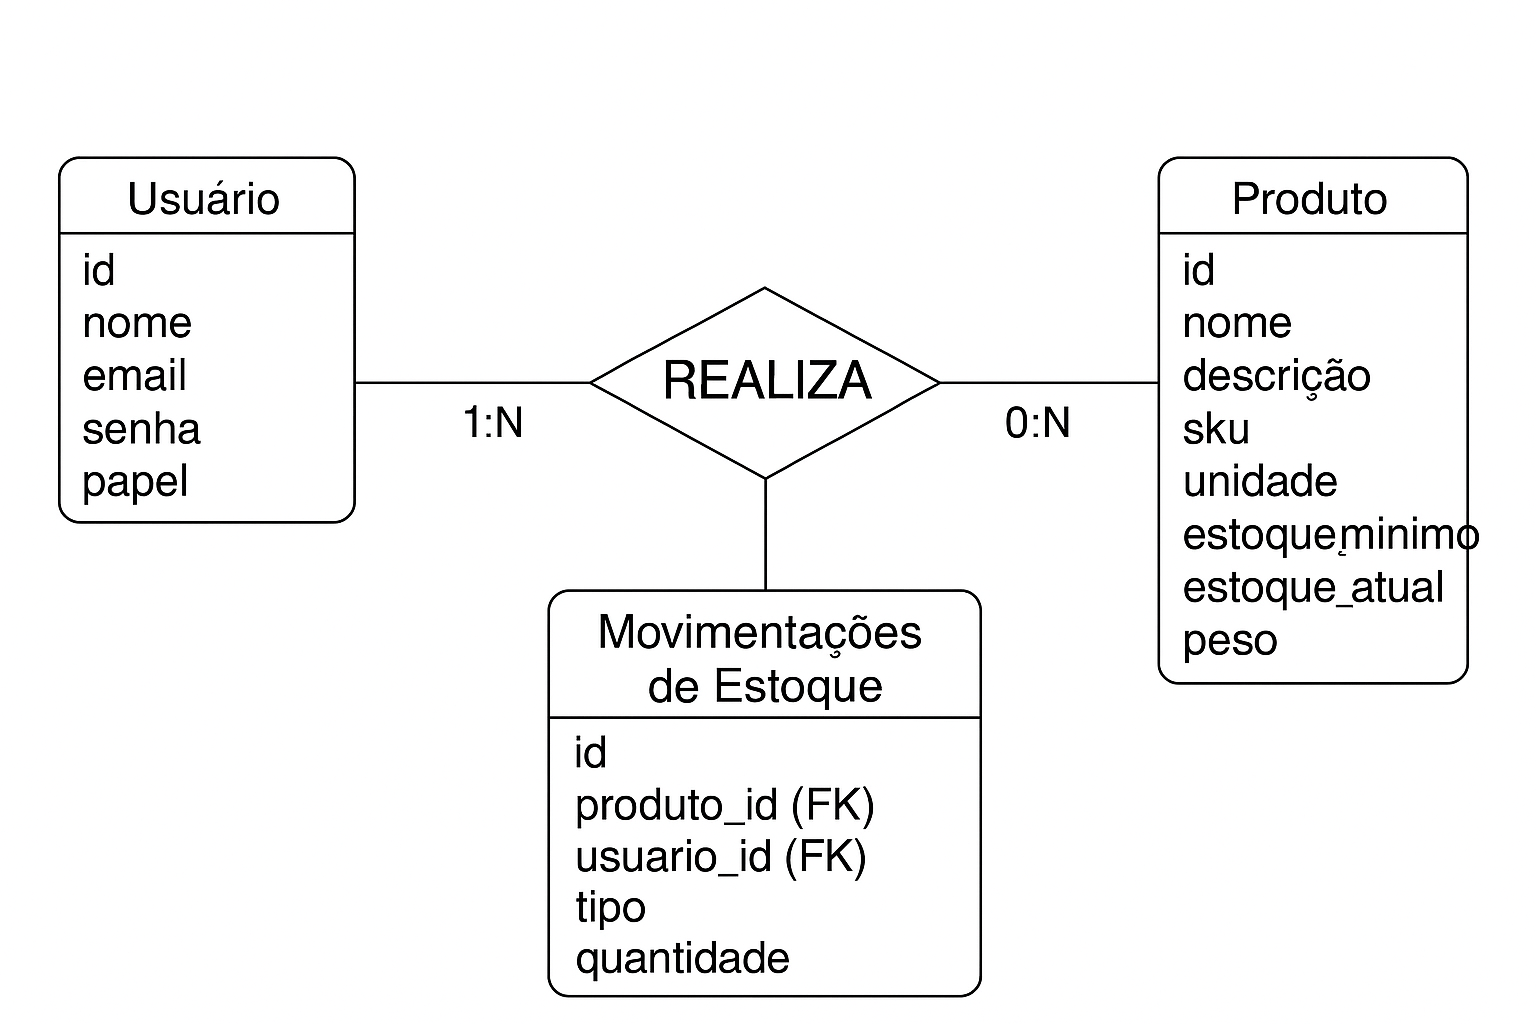 Usuário
id
nome
email
senha
papel
REALIZA
1:N
0:N
Produto
id
nome
descrição
sku
unidade
estoque_minimo
estoque_atual
peso
Movimentações
de Estoque
id
produto_id (FK)
usuario_id (FK)
tipo
quantidade